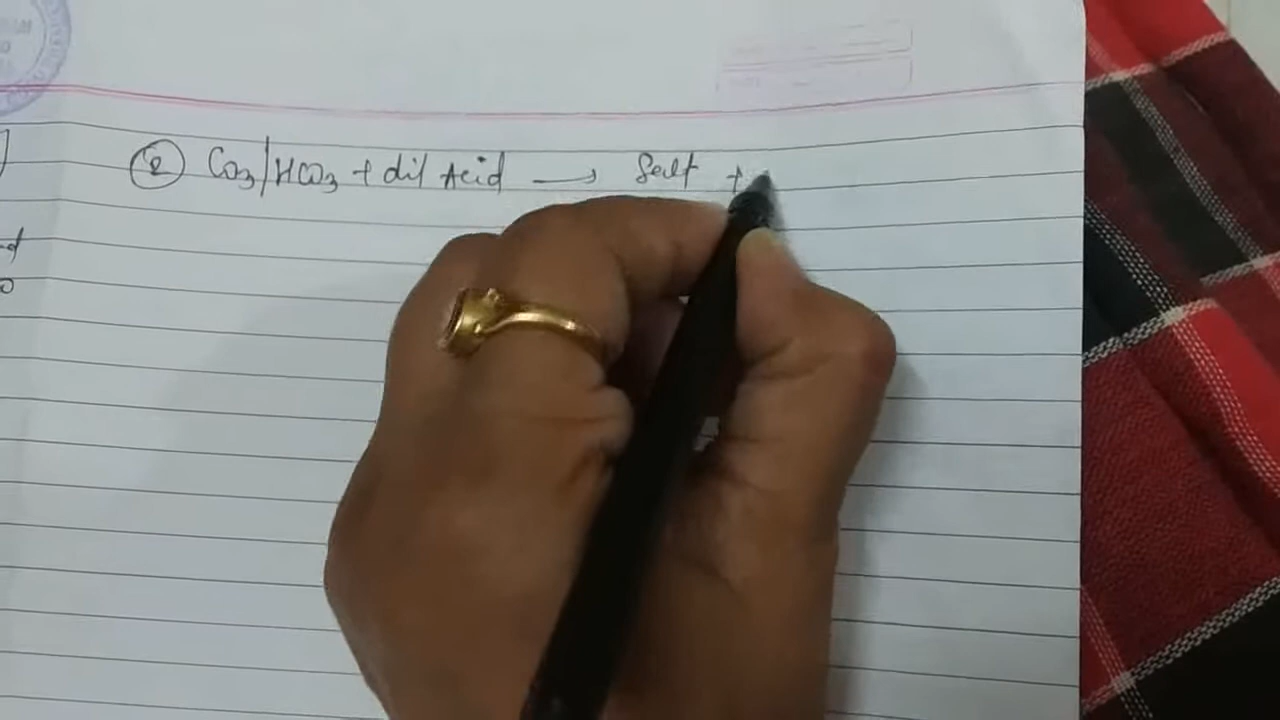 ② CO3/HCO3 + dil Acid → Salt +